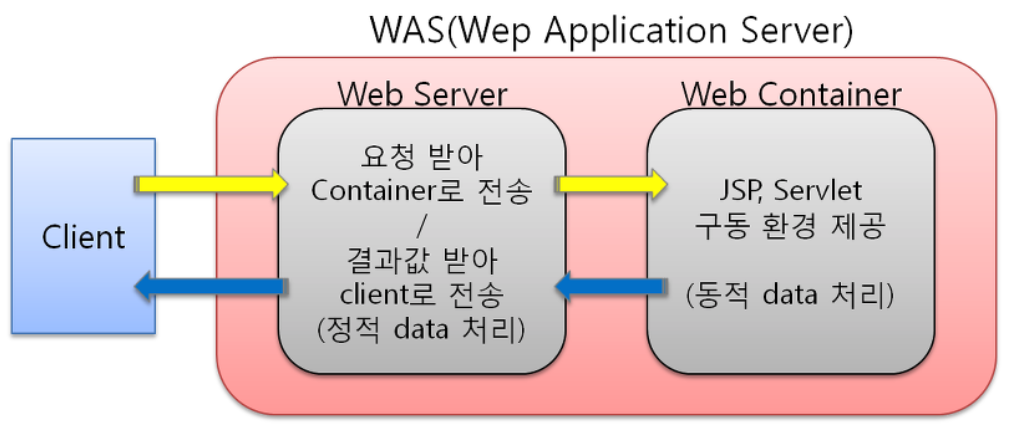 WAS(Wep Application Server)
Web Server
Web Container
Client
요청 받아
Container로 전송
/
결과값 받아
client로 전송
(정적 data 처리)
JSP, Servlet
구동 환경 제공
(동적 data 처리)